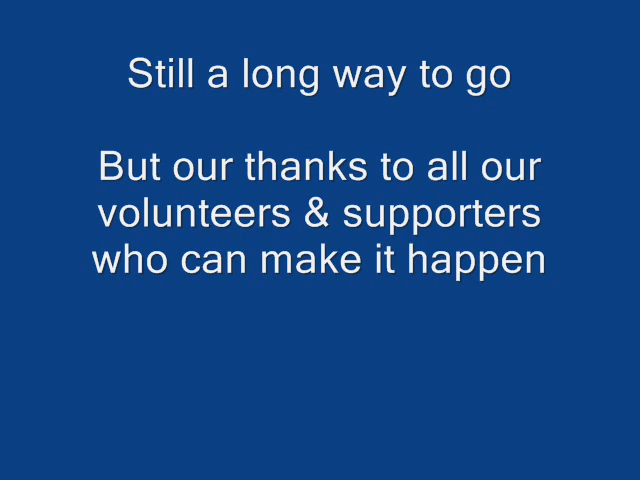 Still a long way to go
But our thanks to all our
volunteers & supporters
who can make it happen